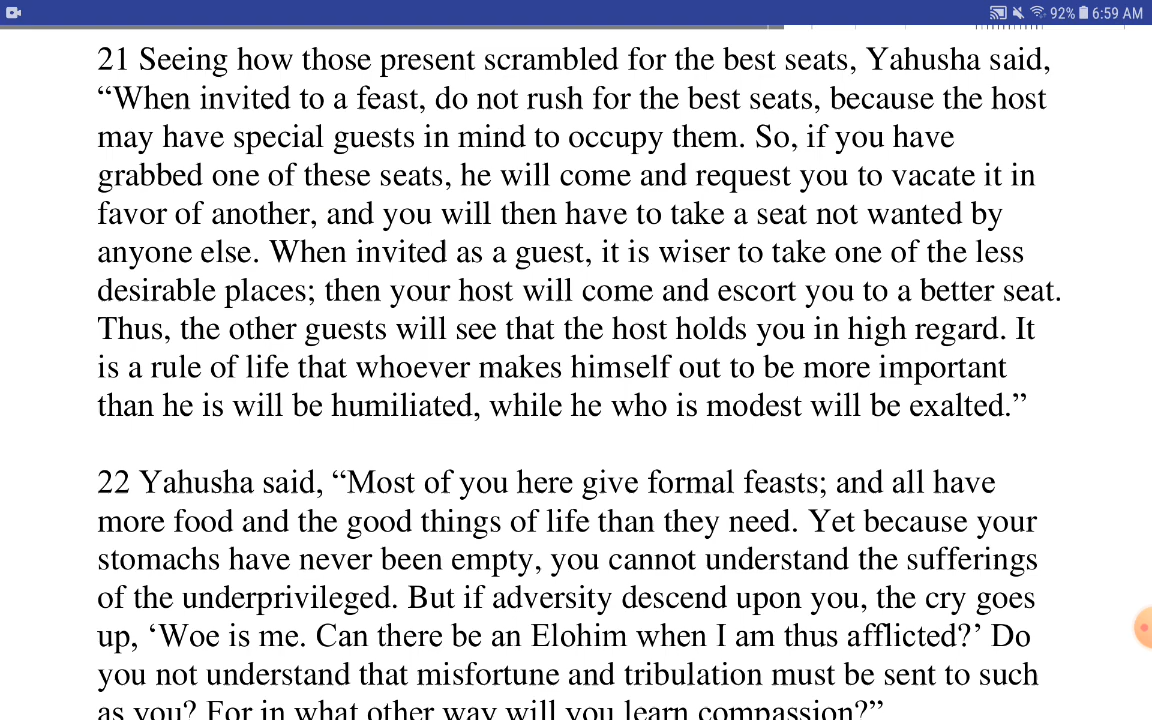 92% 6:59 AM
21 Seeing how those present scrambled for the best seats, Yahusha said,
“When invited to a feast, do not rush for the best seats, because the host
may have special guests in mind to occupy them. So, if you have
grabbed one of these seats, he will come and request you to vacate it in
favor of another, and you will then have to take a seat not wanted by
anyone else. When invited as a guest, it is wiser to take one of the less
desirable places; then your host will come and escort you to a better seat.
Thus, the other guests will see that the host holds you in high regard. It
is a rule of life that whoever makes himself out to be more important
than he is will be humiliated, while he who is modest will be exalted.”
22 Yahusha said, “Most of you here give formal feasts; and all have
more food and the good things of life than they need. Yet because your
stomachs have never been empty, you cannot understand the sufferings
of the underprivileged. But if adversity descend upon you, the cry goes
up, ‘Woe is me. Can there be an Elohim when I am thus afflicted?’ Do
you not understand that misfortune and tribulation must be sent to such
as you? For in what other way will you learn compassion?”